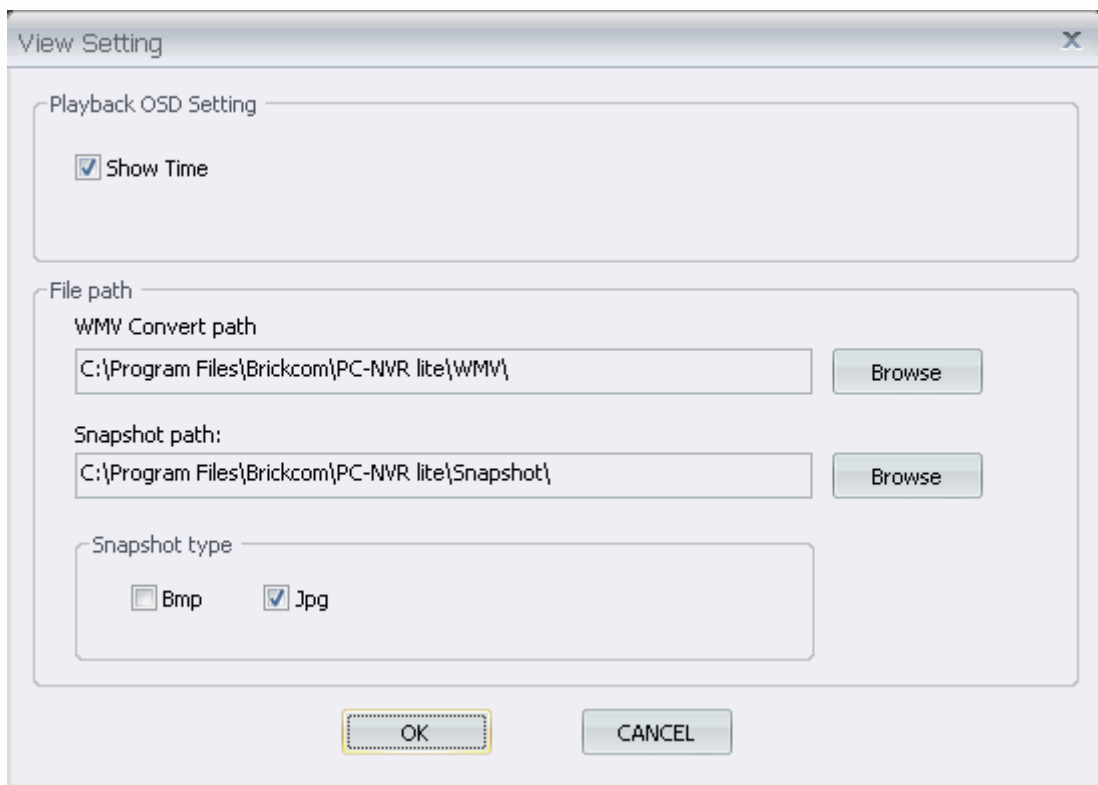 View Setting
Playback OSD Setting
Show Time
File path
WMV Convert path
C:\Program Files\Brickcom\PC-NVR lite\WMV\
Browse
Snapshot path:
C:\Program Files\Brickcom\PC-NVR lite\Snapshot\
Browse
Snapshot type
Bmp Jpg
OK CANCEL